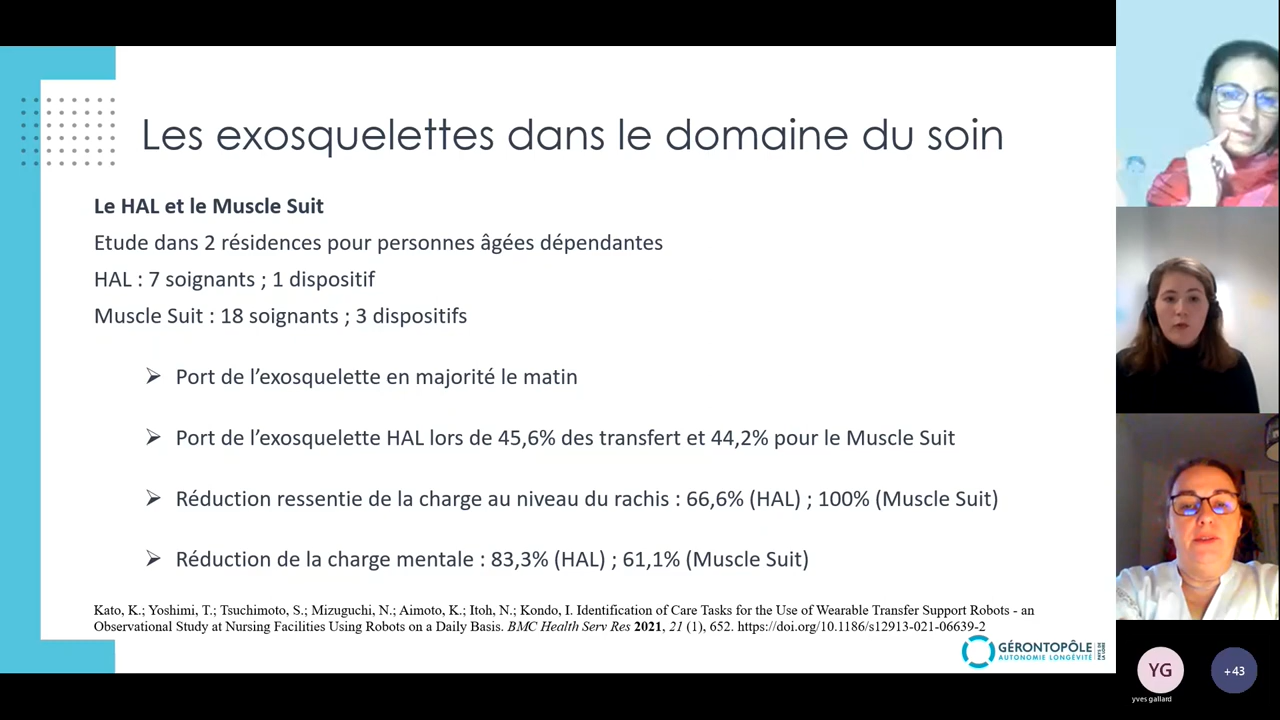 Les exosquelettes dans le domaine du soin
Le HAL et le Muscle Suit
Etude dans 2 résidences pour personnes âgées dépendantes
HAL : 7 soignants ; 1 dispositif
Muscle Suit : 18 soignants ; 3 dispositifs
➢ Port de l’exosquelette en majorité le matin
➢ Port de l’exosquelette HAL lors de 45,6% des transfert et 44,2% pour le Muscle Suit
➢ Réduction ressentie de la charge au niveau du rachis : 66,6% (HAL) ; 100% (Muscle Suit)
➢ Réduction de la charge mentale : 83,3% (HAL) ; 61,1% (Muscle Suit)
Kato, K.; Yoshimi, T.; Tsuchimoto, S.; Mizuguchi, N.; Aimoto, K.; Itoh, N.; Kondo, I. Identification of Care Tasks for the Use of Wearable Transfer Support Robots - an
Observational Study at Nursing Facilities Using Robots on a Daily Basis. BMC Health Serv Res 2021, 21 (1), 652. https://doi.org/10.1186/s12913-021-06639-2
GÉRONTOPÔLE
AUTONOMIE LONGÉVITÉ
PAYS DE
LA LOIRE
YG
+43
yves gallard